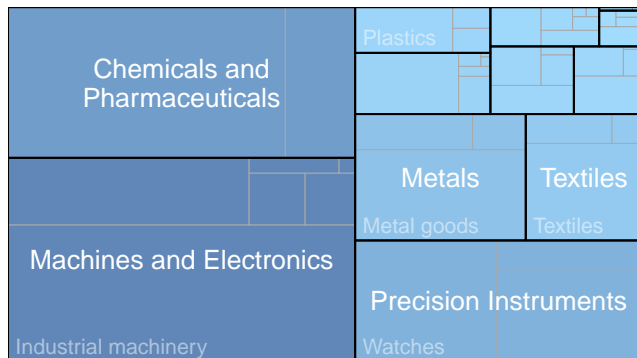 Plastics
Chemicals and
Pharmaceuticals
Metals
Textiles
Metal goods
Textiles
Machines and Electronics
Precision Instruments
Industrial machinery
Watches